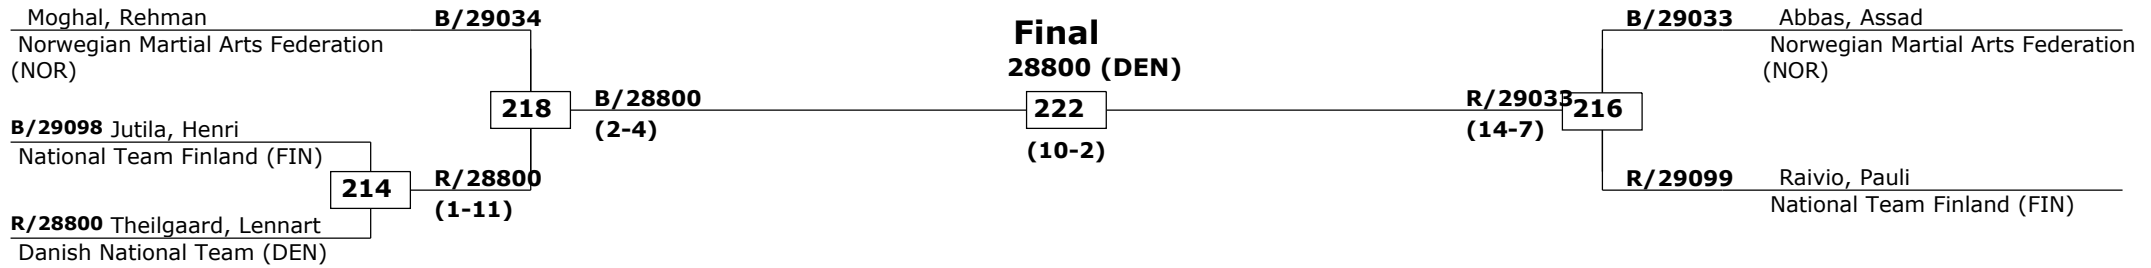 Moghal, Rehman
B/29034
Norwegian Martial Arts Federation
(NOR)
218
B/28800
(2-4)
B/29098 Jutila, Henri
National Team Finland (FIN)
214
R/28800
(1-11)
R/28800 Theilgaard, Lennart
Danish National Team (DEN)
Final
28800 (DEN)
222
(10-2)
B/29033
Abbas, Assad
Norwegian Martial Arts Federation
(NOR)
R/29033
216
(14-7)
R/29099
Raivio, Pauli
National Team Finland (FIN)